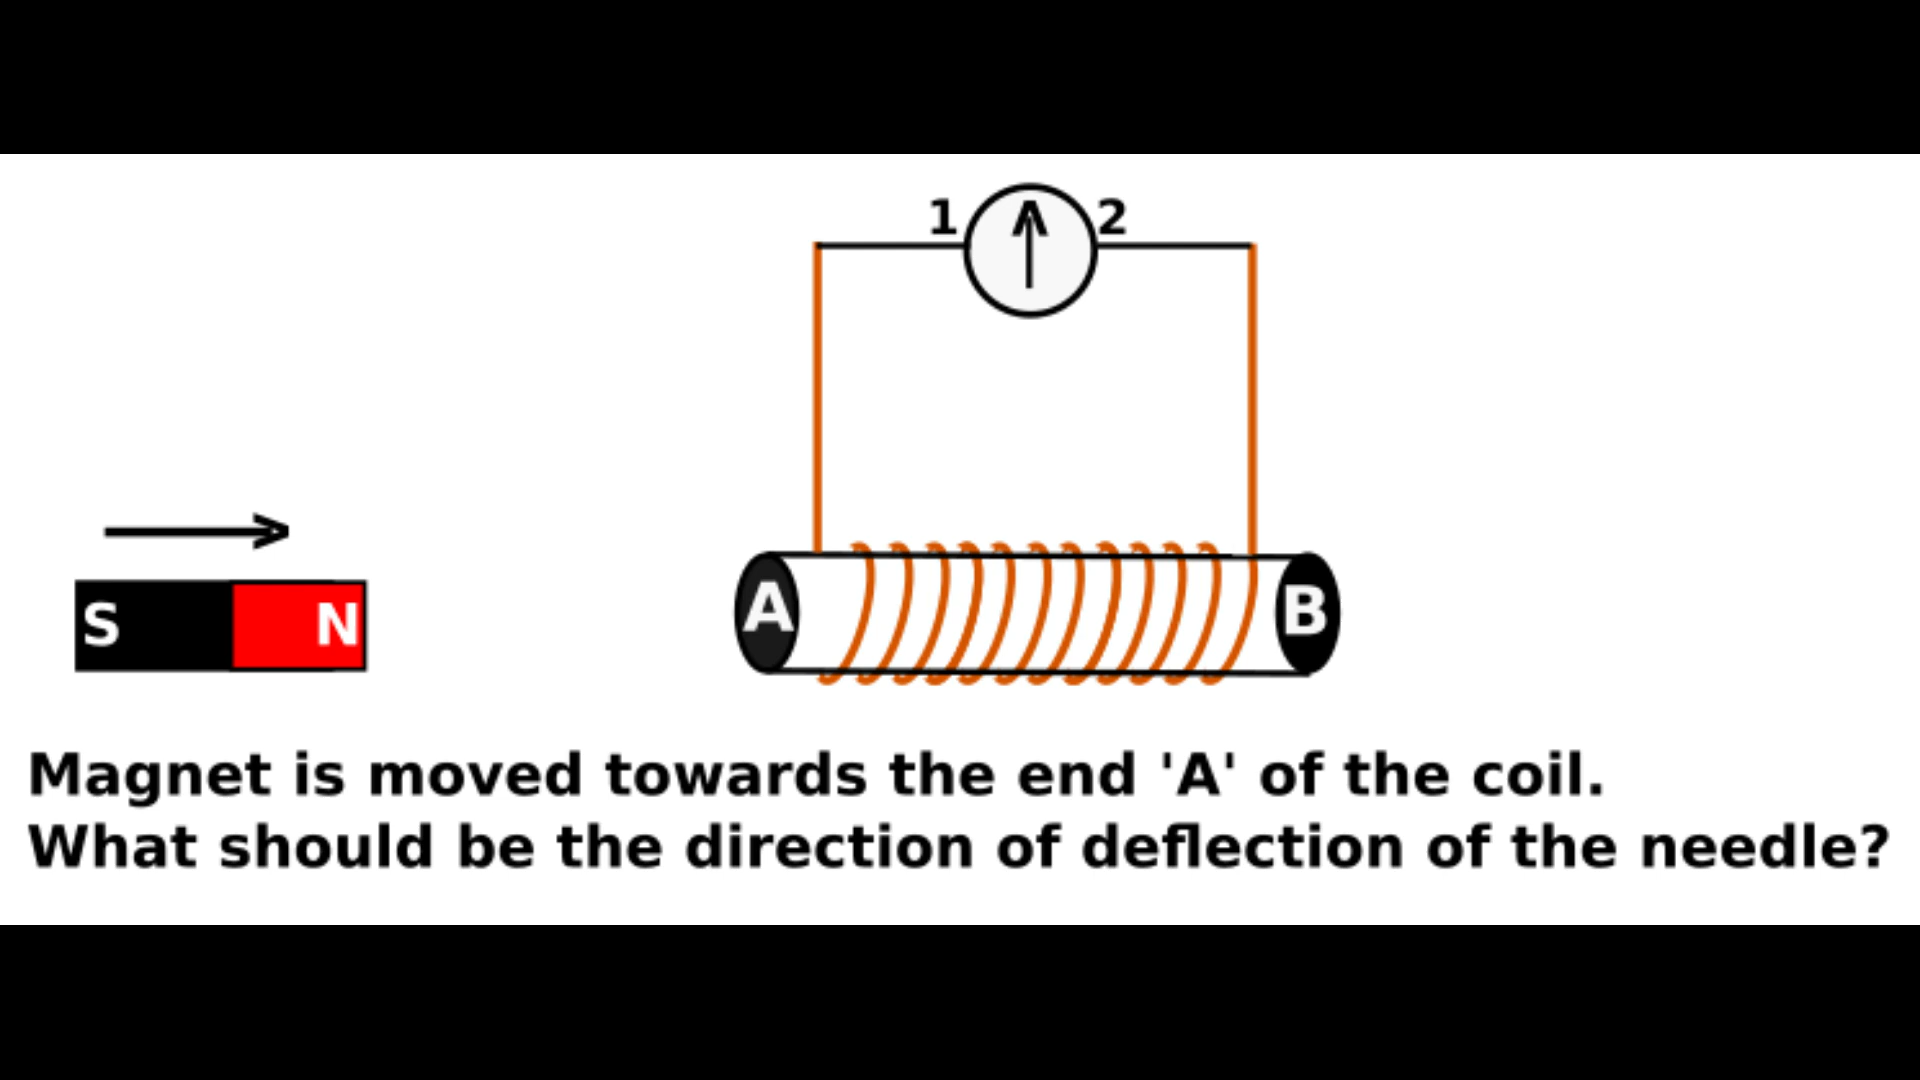 1 2
S N
A B
Magnet is moved towards the end 'A' of the coil.
What should be the direction of deflection of the needle?